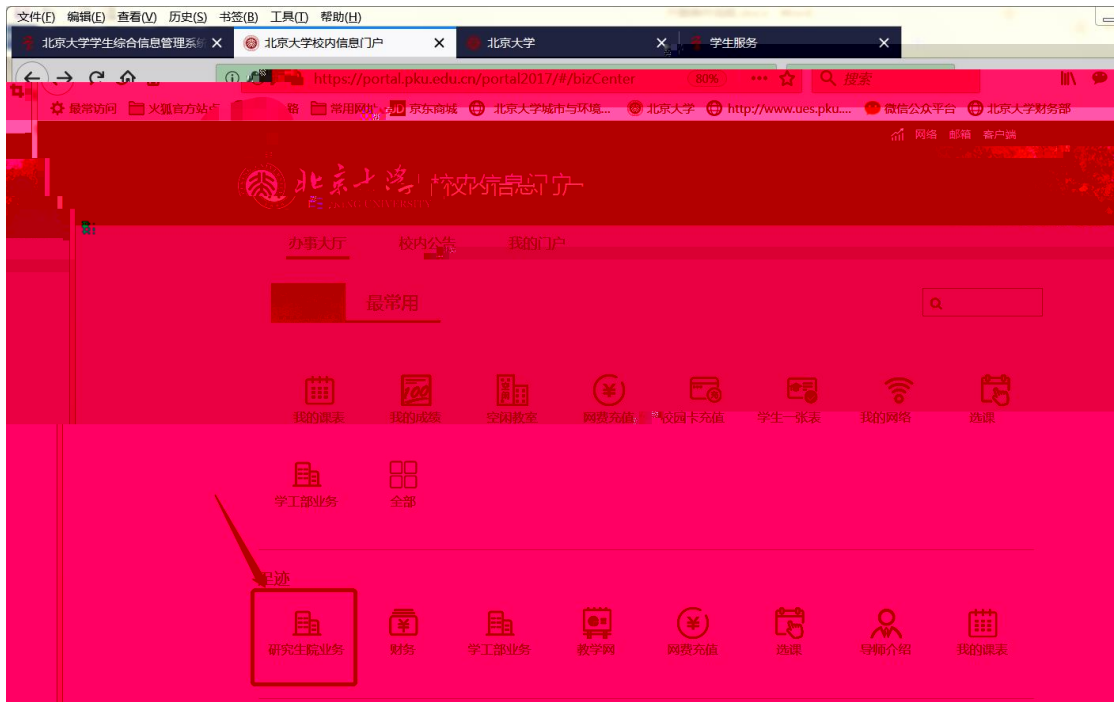 文件(F) 编辑(E) 查看(V) 历史(S) 书签(B) 工具(T) 帮助(H)
北京大学学生综合信息管理系统 北京大学校内信息门户 北京大学 学生服务
https://portal.pku.edu.cn/portal2017/#/bizCenter 80% 搜索
最常访问 火狐官方站点 常用网址 JD 京东商城 北京大学城市与环境... 北京大学 http://www.ues.pku.... 微信公众平台 北京大学财务部
网络 邮箱 客户端
北京大学 校内信息门户
PEKING UNIVERSITY
办事大厅 校内公告 我的门户
最常用
我的课表 我的成绩 空闲教室 网费充值 校园卡充值 学生一张表 我的网络 选课
学工部业务 全部
足迹
研究生院业务 财务 学工部业务 教学网 网费充值 选课 导师介绍 我的课表